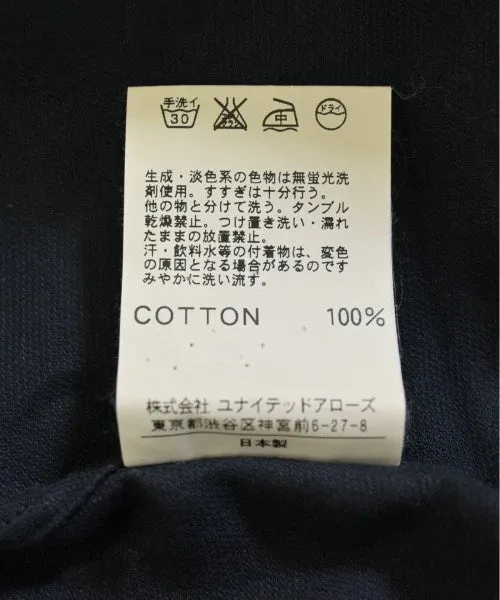 手洗イ
30
中
ドライ
生成・淡色系の色物は無蛍光洗
剤使用。すすぎは十分行う。
他の物と分けて洗う。タンブル
乾燥禁止。つけ置き洗い・濡れ
たままの放置禁止。
汗・飲料水等の付着物は、変色
の原因となる場合があるのです
みやかに洗い流す。
COTTON 100%
株式会社 ユナイテッドアローズ
東京都渋谷区神宮前6-27-8
日本製